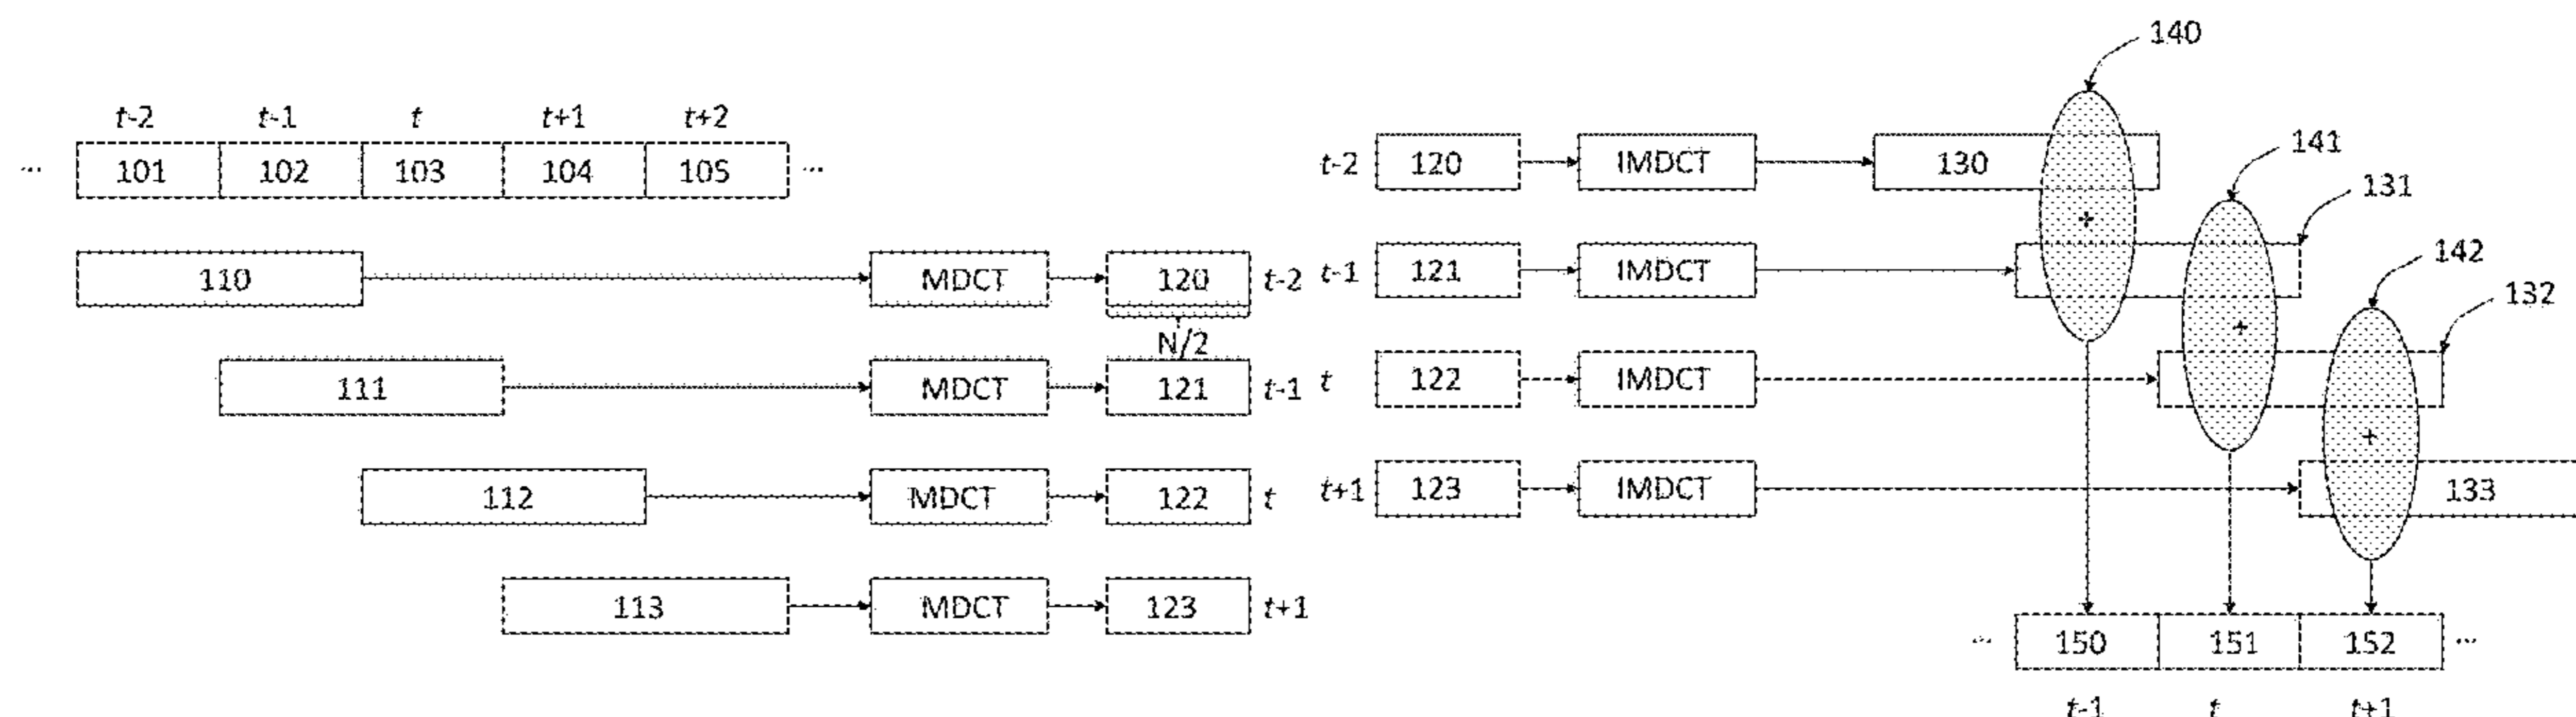 t-2 t-1 t t+1 t+2
... 101 102 103 104 105 ...
110 MDCT 120 t-2
N/2
111 MDCT 121 t-1
112 MDCT 122 t
113 MDCT 123 t+1
140
t-2 120 IMDCT 130
141
131
t-1 121 IMDCT +
142
132
t 122 IMDCT +
t+1 123 IMDCT + 133
... 150 151 152 ...
t-1 t t+1